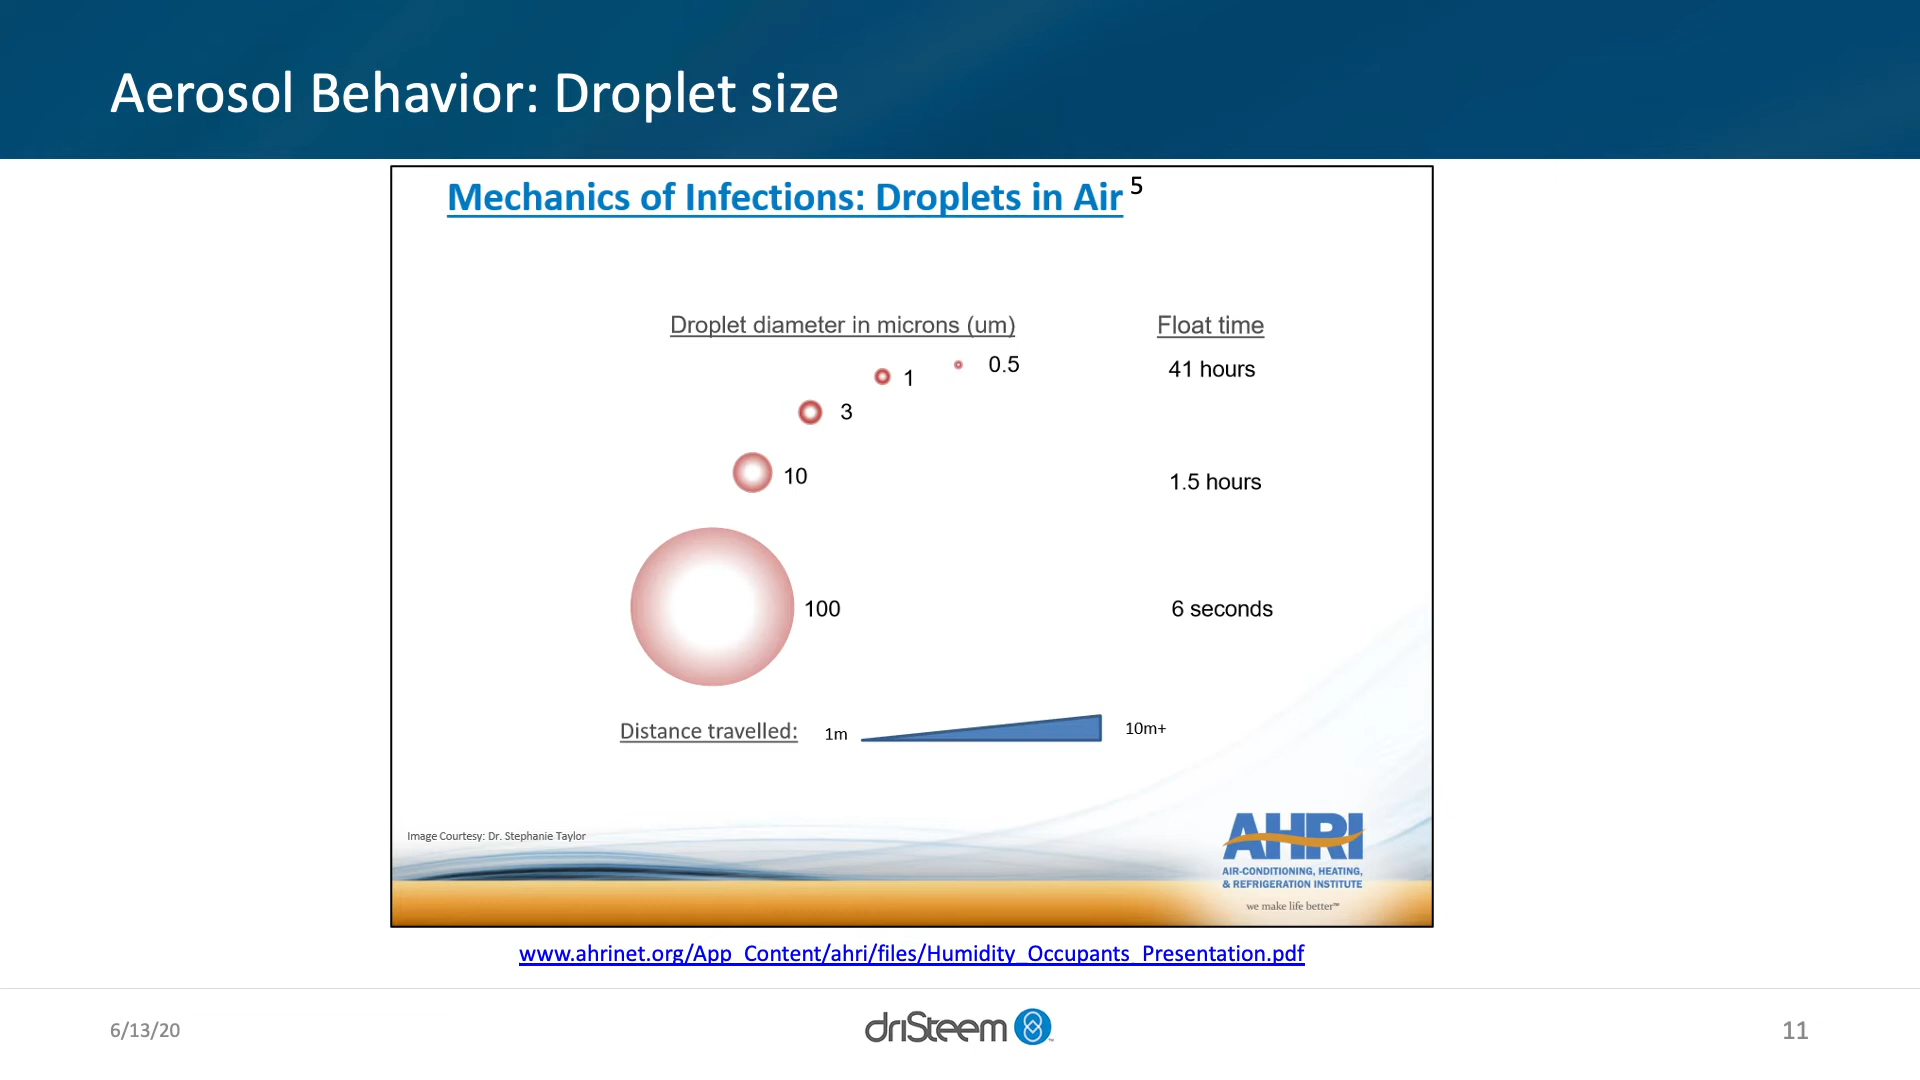 Aerosol Behavior: Droplet size
Mechanics of Infections: Droplets in Air 5
Droplet diameter in microns (um)
Float time
0.5
41 hours
1
3
10
1.5 hours
100
6 seconds
Distance travelled:
1m
10m+
Image Courtesy: Dr. Stephanie Taylor
AHRI
AIR-CONDITIONING, HEATING,
& REFRIGERATION INSTITUTE
we make life better™
www.ahrinet.org/App_Content/ahri/files/Humidity_Occupants_Presentation.pdf
6/13/20
driSteem
11